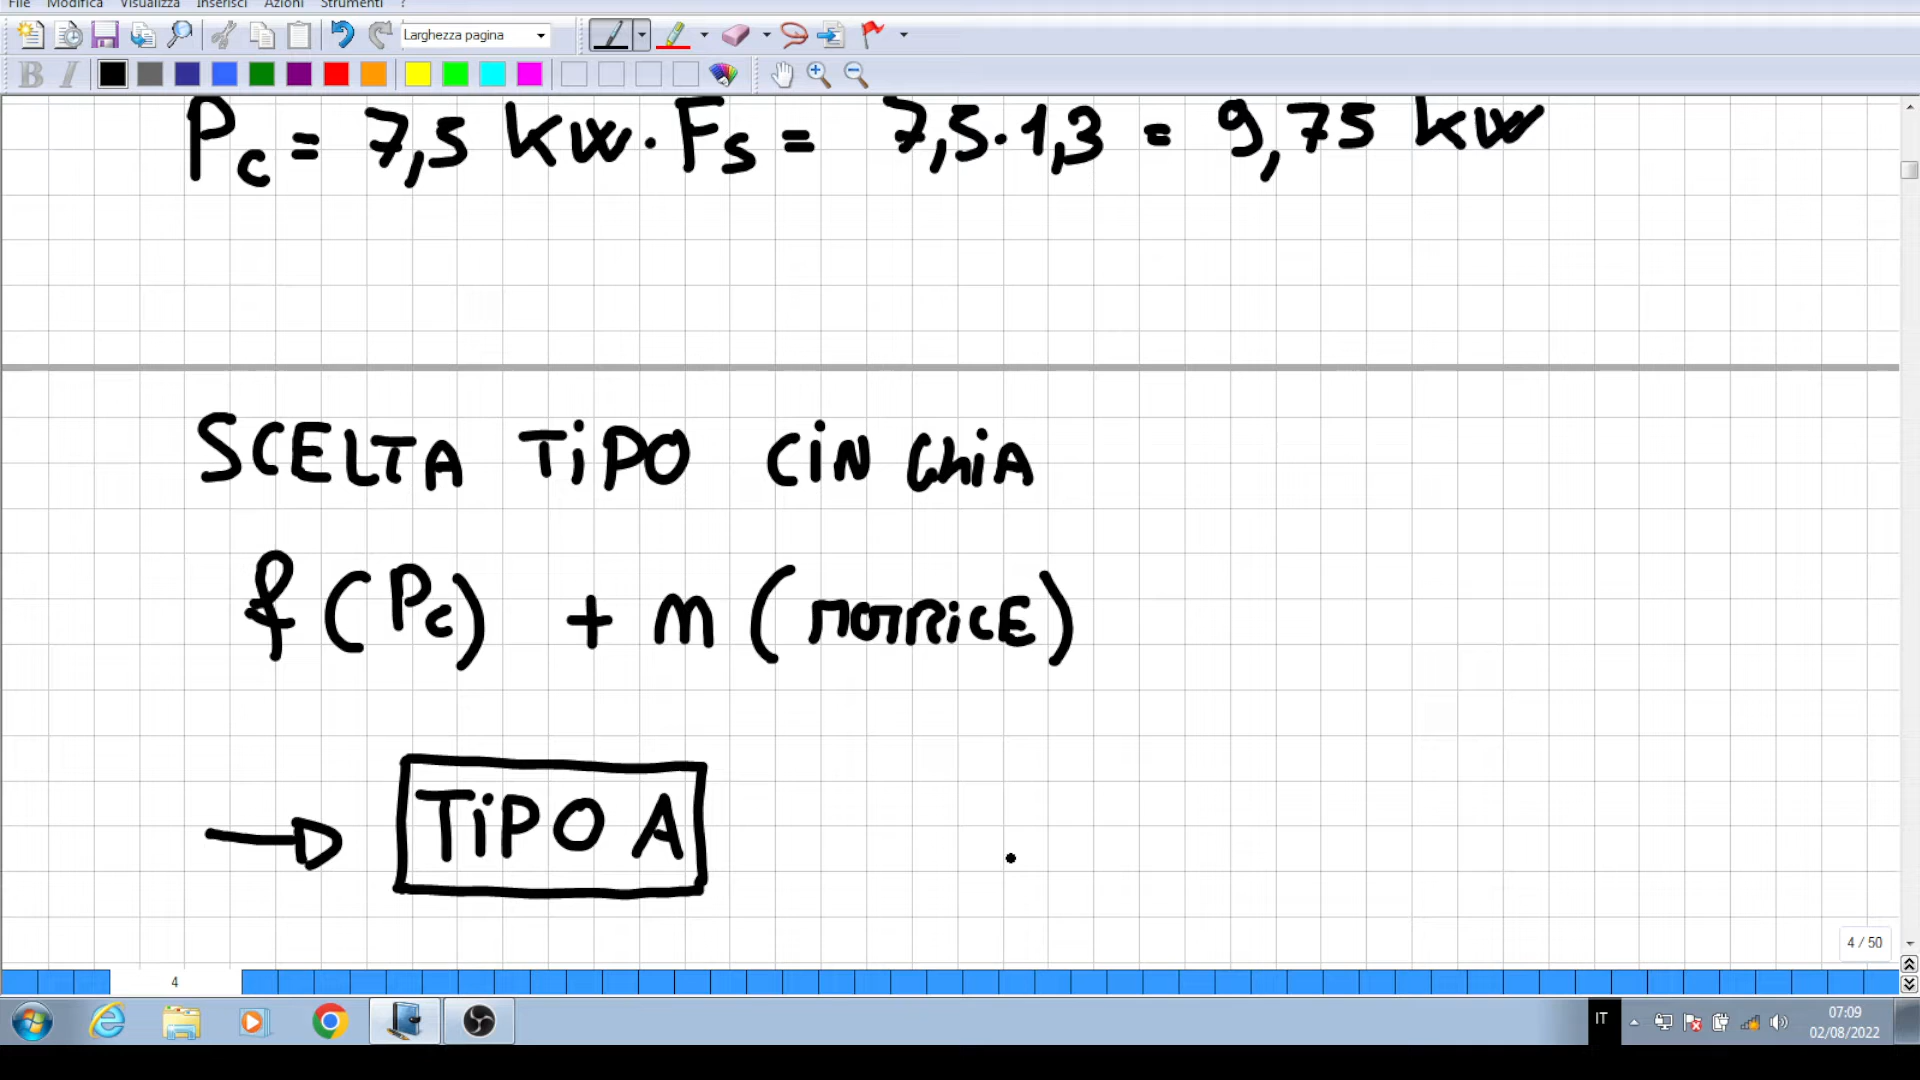 File Modifica Visualizza Inserisci Azioni Strumenti ?
Larghezza pagina
B I
Pc = 7,5 kw · Fs = 7,5 · 1,3 = 9,75 kw
SCELTA TiPO CiNGhiA
f (Pc) + n (MOTRiCE)
TiPO A
4 / 50
4
IT
07:09
02/08/2022